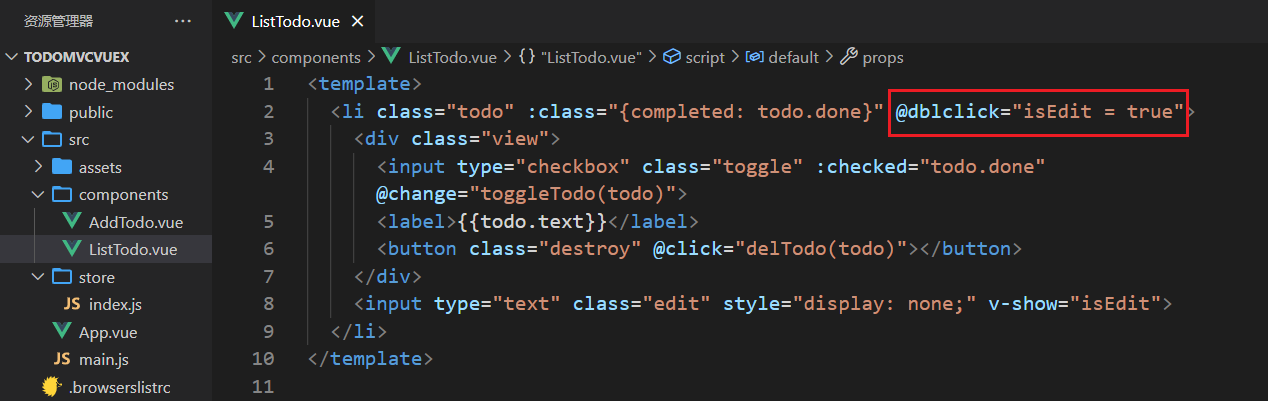 资源管理器 ···
TODOMVCVUEX
node_modules
public
src
assets
components
AddTodo.vue
ListTodo.vue
store
JS index.js
App.vue
JS main.js
.browserslistrc
ListTodo.vue ×
src > components > ListTodo.vue > {} "ListTodo.vue" > script > default > props
1 <template>
2 <li class="todo" :class="{completed: todo.done}" @dblclick="isEdit = true">
3 <div class="view">
4 <input type="checkbox" class="toggle" :checked="todo.done"
@change="toggleTodo(todo)">
5 <label>{{todo.text}}</label>
6 <button class="destroy" @click="delTodo(todo)"></button>
7 </div>
8 <input type="text" class="edit" style="display: none;" v-show="isEdit">
9 </li>
10 </template>
11